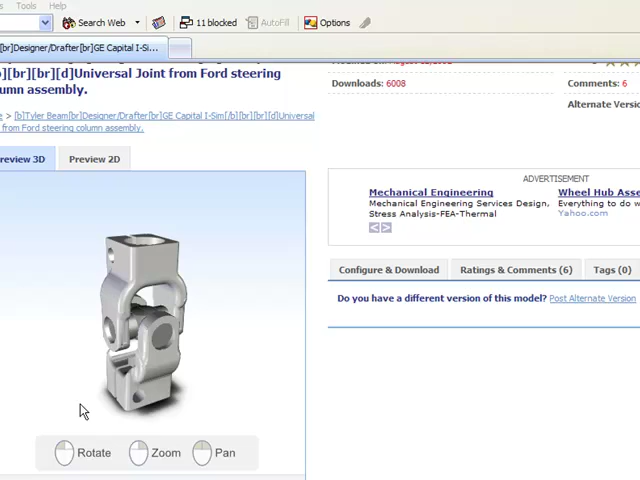 Tools Help
Search Web 11 blocked AutoFill Options
[br]Designer/Drafter[br]GE Capital I-Si...
][br][br][d]Universal Joint from Ford steering
umn assembly.
Downloads: 6008
Comments: 6
Alternate Versio
e > [b]Tyler Beam[br]Designer/Drafter[br]GE Capital I-Sim[/b][br][br][d]Universal
t from Ford steering column assembly.
review 3D Preview 2D
ADVERTISEMENT
Mechanical Engineering
Mechanical Engineering Services Design,
Stress Analysis-FEA-Thermal
Wheel Hub Asse
Everything to do w
Yahoo.com
Configure & Download Ratings & Comments (6) Tags (0)
Do you have a different version of this model? Post Alternate Version
Rotate Zoom Pan